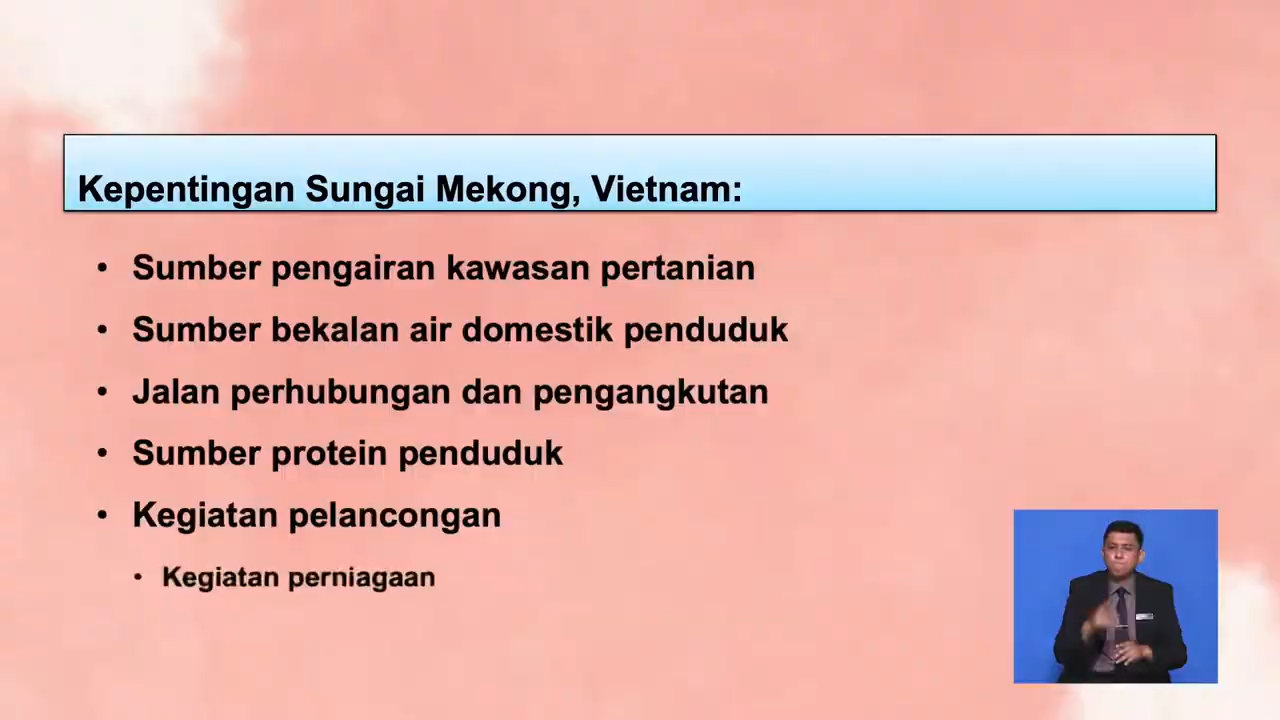 Kepentingan Sungai Mekong, Vietnam:
• Sumber pengairan kawasan pertanian
• Sumber bekalan air domestik penduduk
• Jalan perhubungan dan pengangkutan
• Sumber protein penduduk
• Kegiatan pelancongan
• Kegiatan perniagaan